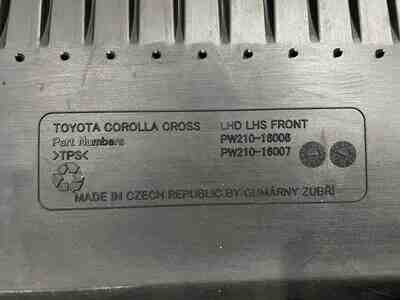 TOYOTA COROLLA CROSS LHD LHS FRONT
Part Numbers PW210-16006
>TPS< PW210-16007
MADE IN CZECH REPUBLIC BY GUMÁRNY ZUBŘÍ